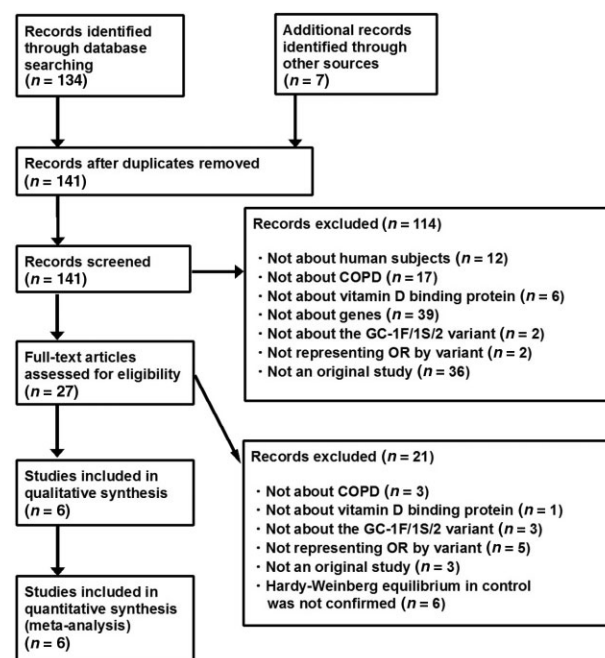 Records identified
through database
searching
(n = 134)
Additional records
identified through
other sources
(n = 7)
Records after duplicates removed
(n = 141)
Records screened
(n = 141)
Records excluded (n = 114)
· Not about human subjects (n = 12)
· Not about COPD (n = 17)
· Not about vitamin D binding protein (n = 6)
· Not about genes (n = 39)
· Not about the GC-1F/1S/2 variant (n = 2)
· Not representing OR by variant (n = 2)
· Not an original study (n = 36)
Full-text articles
assessed for eligibility
(n = 27)
Records excluded (n = 21)
· Not about COPD (n = 3)
· Not about vitamin D binding protein (n = 1)
· Not about the GC-1F/1S/2 variant (n = 3)
· Not representing OR by variant (n = 5)
· Not an original study (n = 3)
· Hardy-Weinberg equilibrium in control
was not confirmed (n = 6)
Studies included in
qualitative synthesis
(n = 6)
Studies included in
quantitative synthesis
(meta-analysis)
(n = 6)